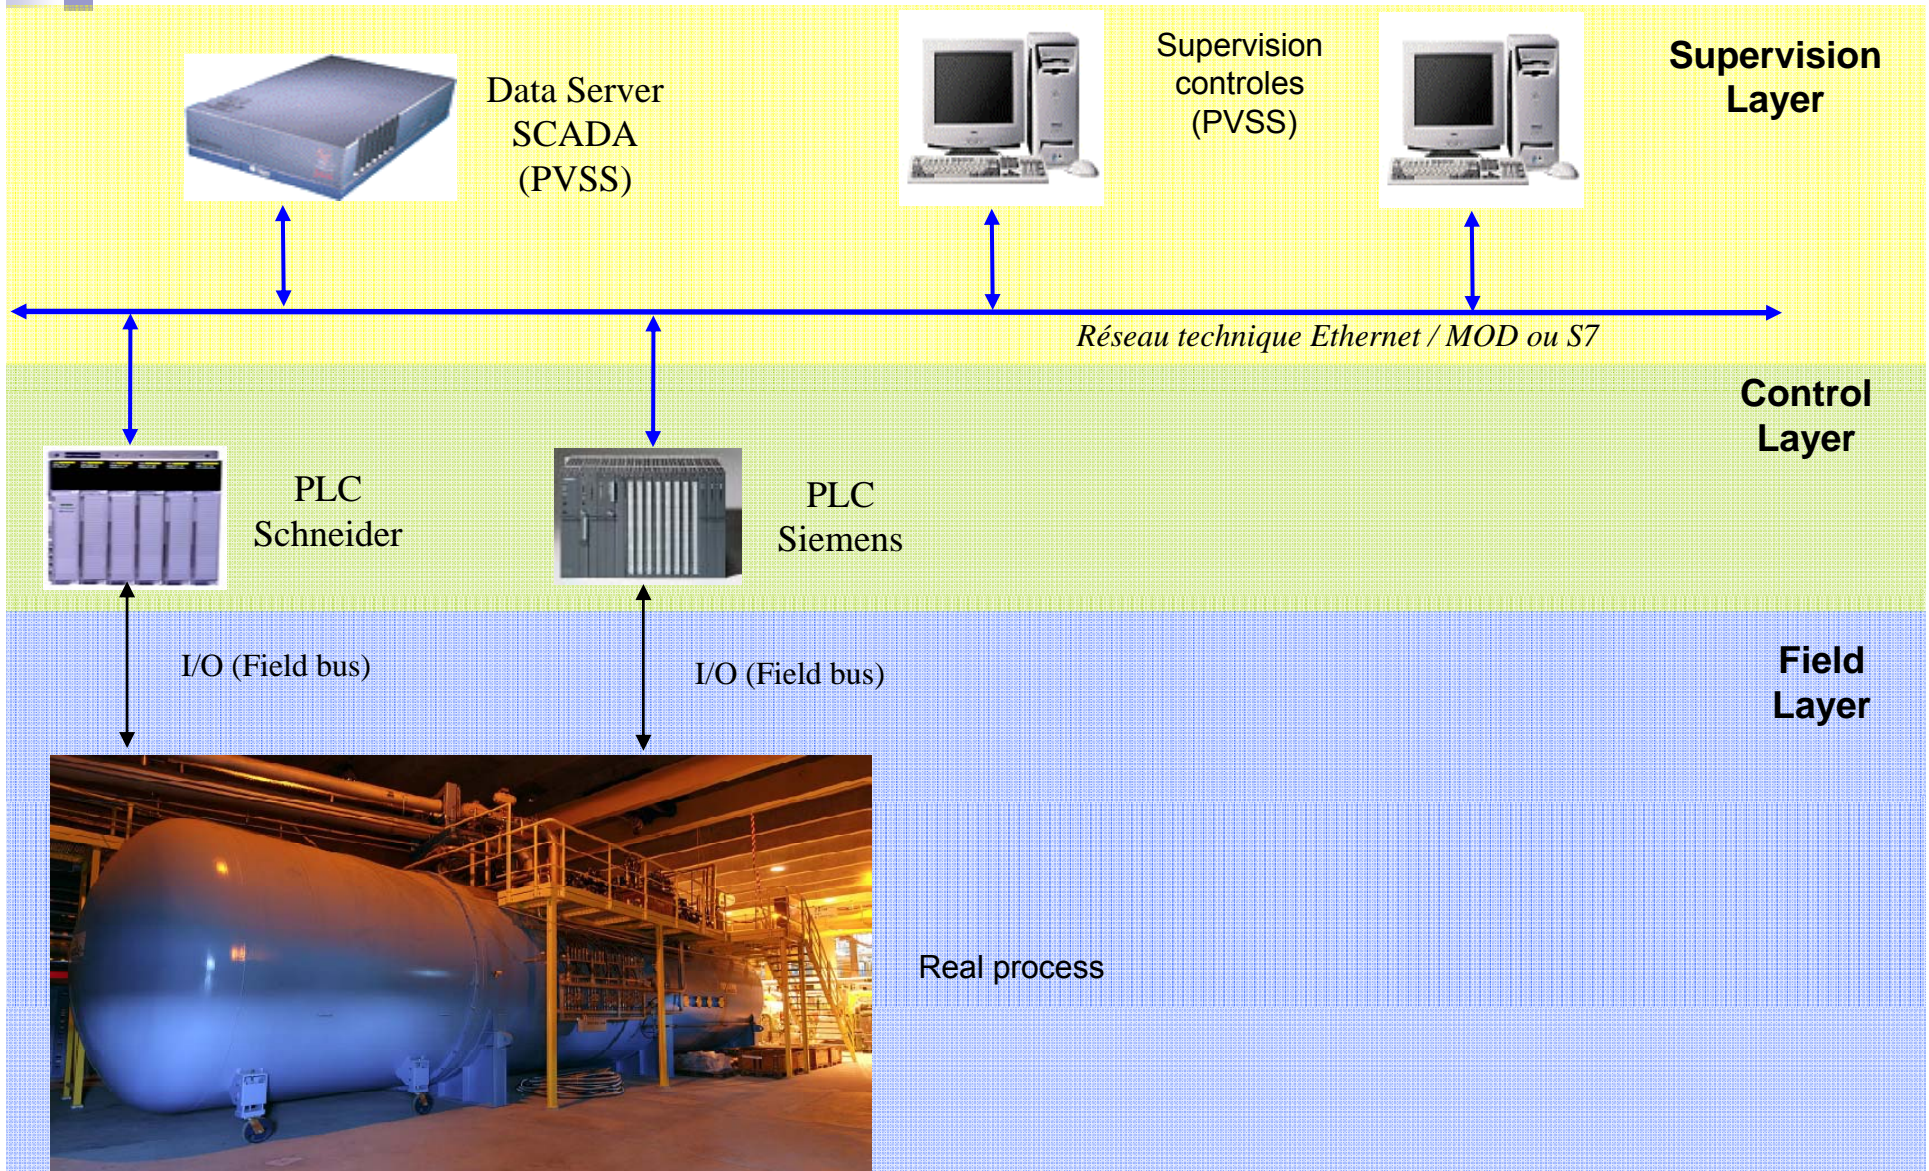 Data Server
SCADA
(PVSS)
Supervision
controles
(PVSS)
Supervision
Layer
Réseau technique Ethernet / MOD ou S7
Control
Layer
PLC
Schneider
PLC
Siemens
I/O (Field bus)
I/O (Field bus)
Field
Layer
Real process